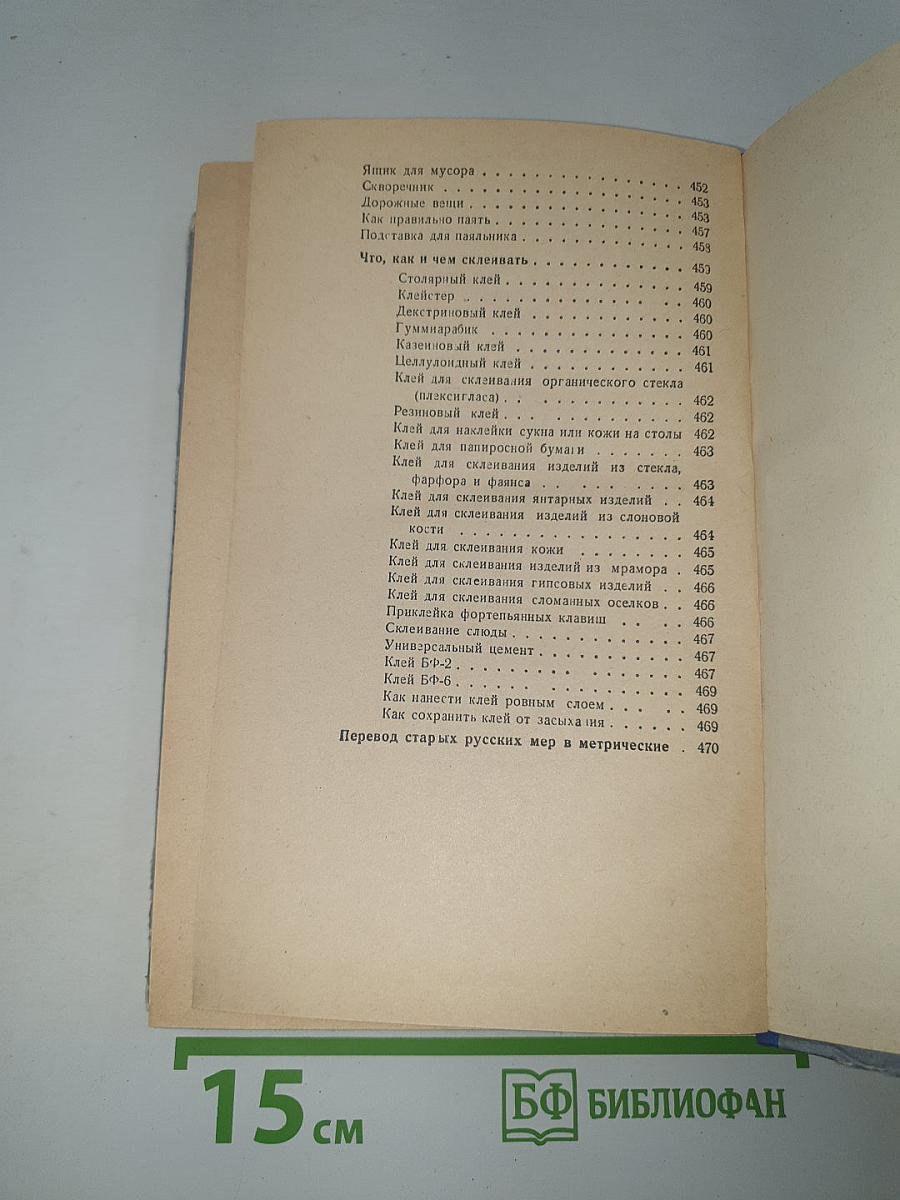 Ящик для мусора . . . . . . . . . . . . . . . . 452
Скворечник . . . . . . . . . . . . . . . . . . 453
Дорожные вещи . . . . . . . . . . . . . . . . 453
Как правильно паять . . . . . . . . . . . . . . 457
Подставка для паяльника . . . . . . . . . . . . 458
Что, как и чем склеивать . . . . . . . . . . . . 459
Столярный клей . . . . . . . . . . . . . . 459
Клейстер . . . . . . . . . . . . . . . 460
Декстриновый клей . . . . . . . . . . . . 460
Гуммиарабик . . . . . . . . . . . . . . 460
Казеиновый клей . . . . . . . . . . . . . 461
Целлулоидный клей . . . . . . . . . . . . 461
Клей для склеивания органического стекла
(плексигласа) . . . . . . . . . . . . . 462
Резиновый клей . . . . . . . . . . . . . 462
Клей для наклейки сукна или кожи на столы 462
Клей для папиросной бумаги . . . . . . . 463
Клей для склеивания изделий из стекла,
фарфора и фаянса . . . . . . . 463
Клей для склеивания янтарных изделий . . 464
Клей для склеивания изделий из слоновой
кости . . . . . . . . . . . . . . . . 464
Клей для склеивания кожи . . . . . . . . 465
Клей для склеивания изделий из мрамора . 465
Клей для склеивания гипсовых изделий . . 466
Клей для склеивания сломанных оселков . . 466
Приклейка фортепьянных клавиш . . . . 466
Склеивание слюды . . . . . . . . . . . . . 467
Универсальный цемент . . . . . . . . . . . 467
Клей БФ-2 . . . . . . . . . . . . . . . 467
Клей БФ-6 . . . . . . . . . . . . . . . 469
Как нанести клей ровным слоем . . . . . . 469
Как сохранить клей от засыхания . . . . . 469
Перевод старых русских мер в метрические . 470
15 см
БФ БИБЛИОФАН